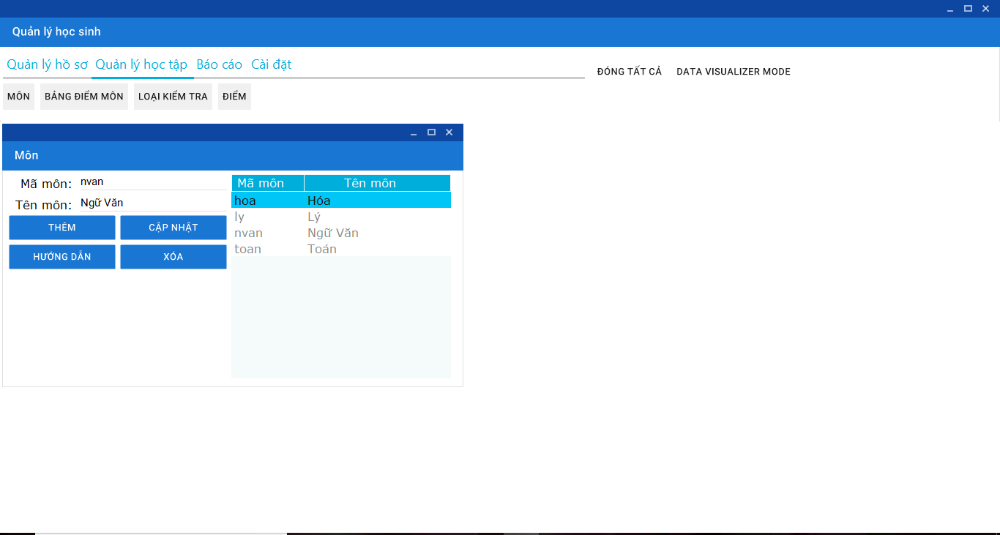 Quản lý học sinh
Quản lý hồ sơ Quản lý học tập Báo cáo Cài đặt
ĐÓNG TẤT CẢ DATA VISUALIZER MODE
MÔN BẢNG ĐIỂM MÔN LOẠI KIỂM TRA ĐIỂM
Môn
Mã môn: nvan
Tên môn: Ngữ Văn
THÊM CẬP NHẬT
HƯỚNG DẪN XÓA
Mã môn Tên môn
hoa Hóa
ly Lý
nvan Ngữ Văn
toan Toán